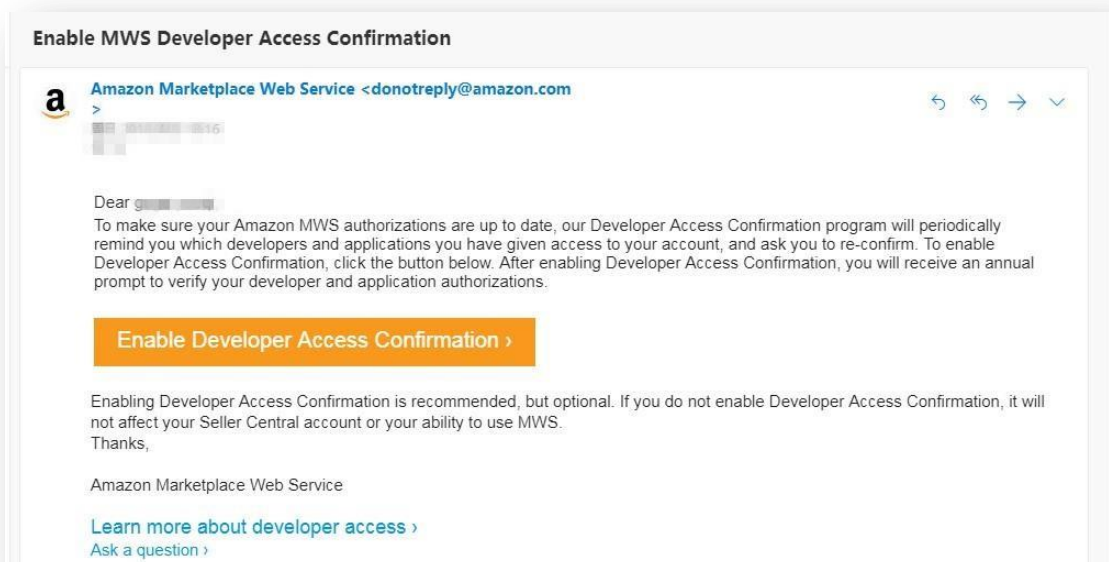 Enable MWS Developer Access Confirmation
a
Amazon Marketplace Web Service <donotreply@amazon.com
>
Dear
To make sure your Amazon MWS authorizations are up to date, our Developer Access Confirmation program will periodically
remind you which developers and applications you have given access to your account, and ask you to re-confirm. To enable
Developer Access Confirmation, click the button below. After enabling Developer Access Confirmation, you will receive an annual
prompt to verify your developer and application authorizations.
Enable Developer Access Confirmation ›
Enabling Developer Access Confirmation is recommended, but optional. If you do not enable Developer Access Confirmation, it will
not affect your Seller Central account or your ability to use MWS.
Thanks,
Amazon Marketplace Web Service
Learn more about developer access ›
Ask a question ›